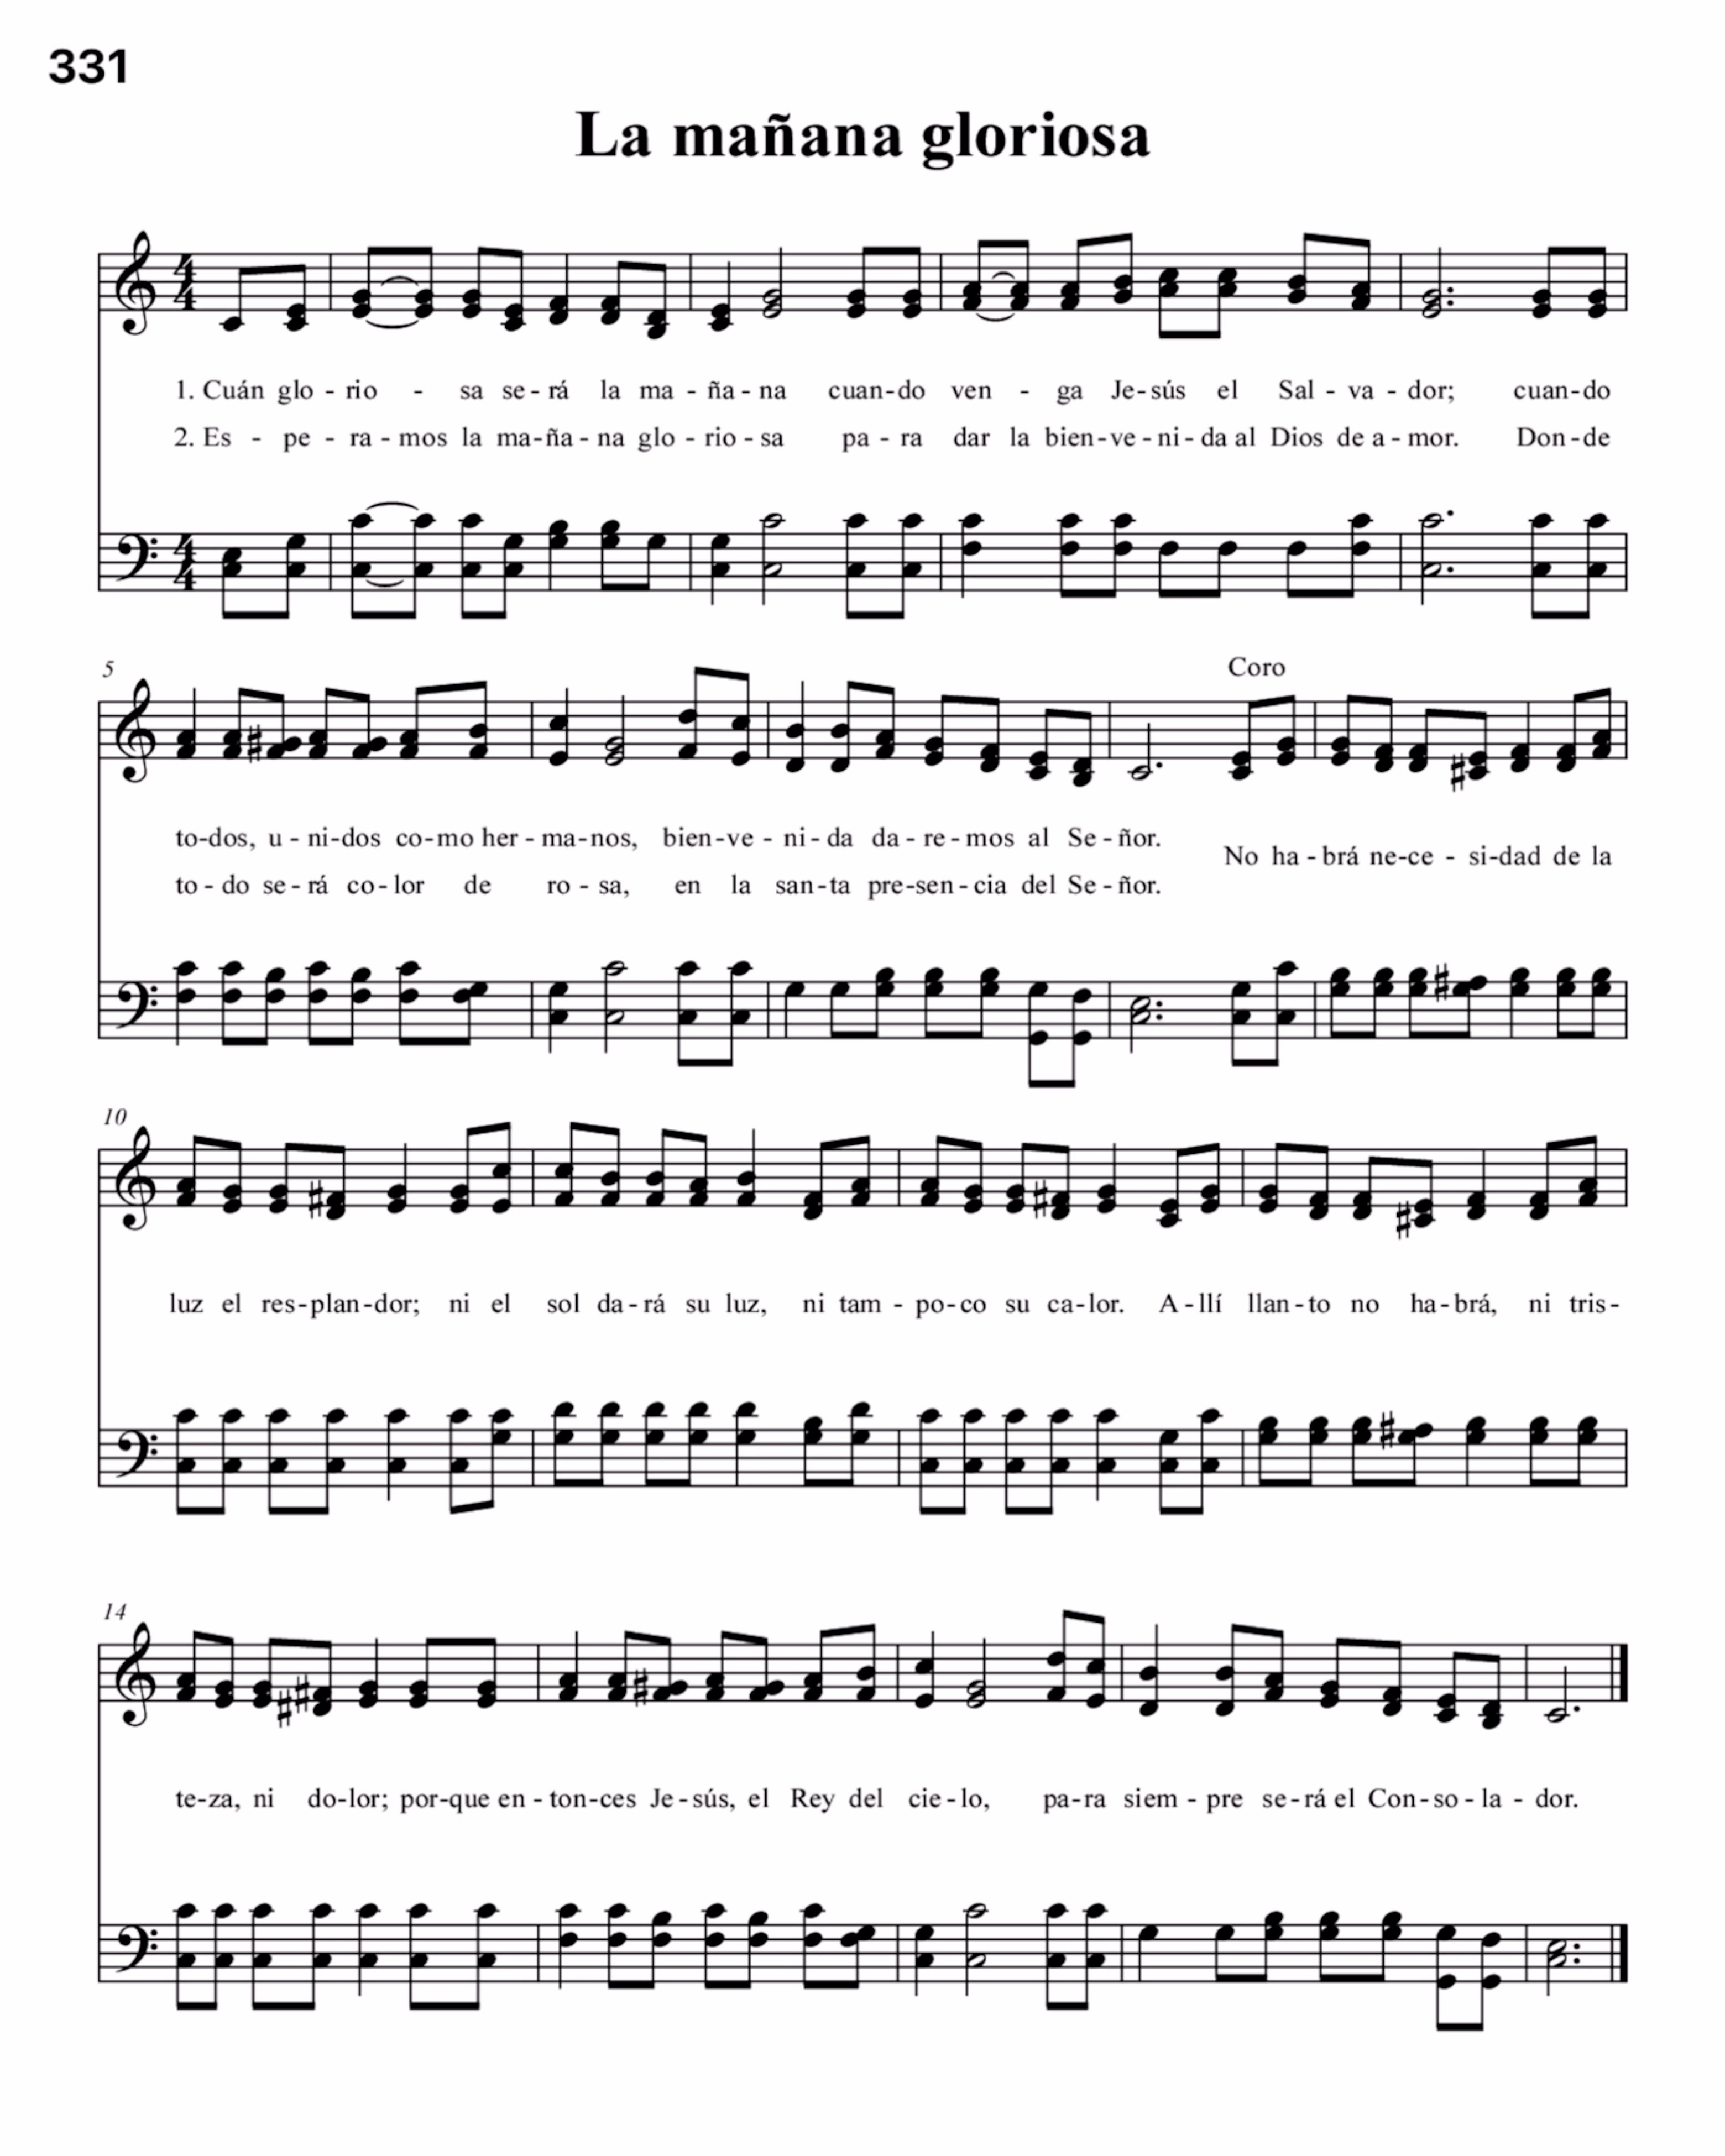 331
La mañana gloriosa
1. Cuán glo - rio - sa se - rá la ma - ña - na cuan - do ven - ga Je - sús el Sal - va - dor; cuan - do
2. Es - pe - ra - mos la ma - ña - na glo - rio - sa pa - ra dar la bien - ve - ni - da al Dios de a - mor. Don - de
5
Coro
to - dos, u - ni - dos co - mo her - ma - nos, bien - ve - ni - da da - re - mos al Se - ñor.
No ha - brá ne - ce - si - dad de la
to - do se - rá co - lor de ro - sa, en la san - ta pre - sen - cia del Se - ñor.
10
luz el res - plan - dor; ni el sol da - rá su luz, ni tam - po - co su ca - lor. A - llí llan - to no ha - brá, ni tris -
14
te - za, ni do - lor; por - que en - ton - ces Je - sús, el Rey del cie - lo, pa - ra siem - pre se - rá el Con - so - la - dor.